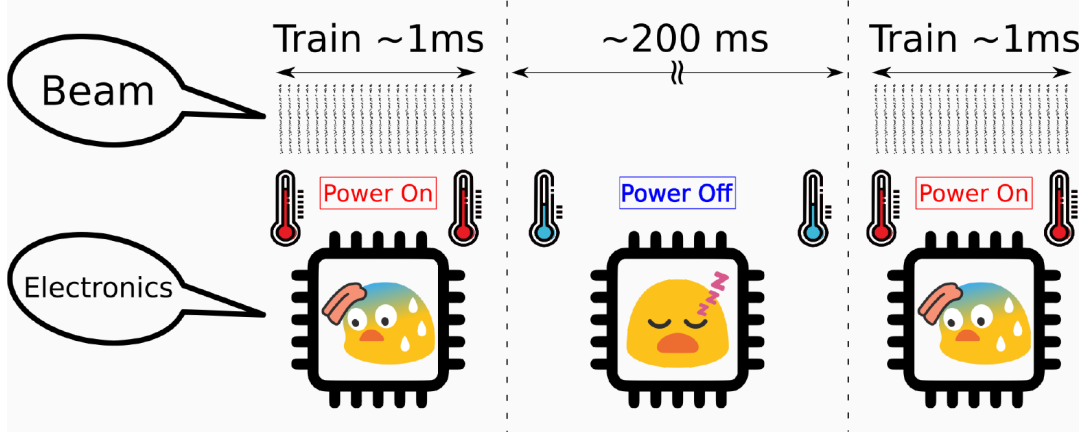 Train ~1ms
~200 ms
Train ~1ms
Beam
Power On
Power Off
Power On
Electronics
z
z
z
z